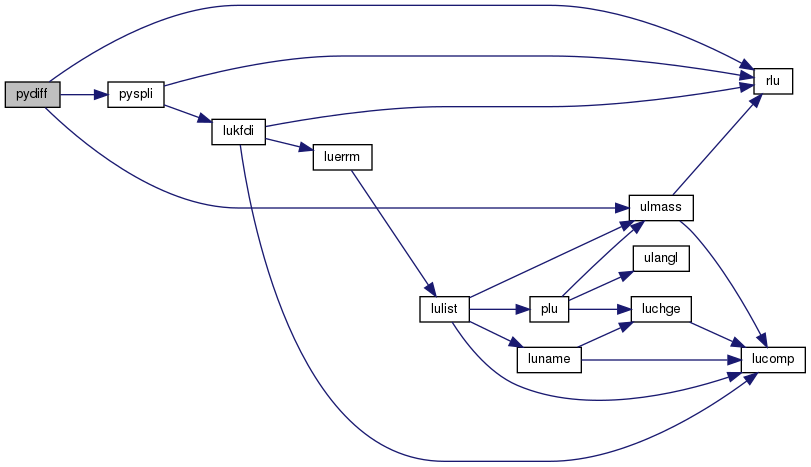 pydiff
pyspli
lukfdi
luerrm
lulist
plu
luname
ulmass
ulangl
luchge
rlu
lucomp